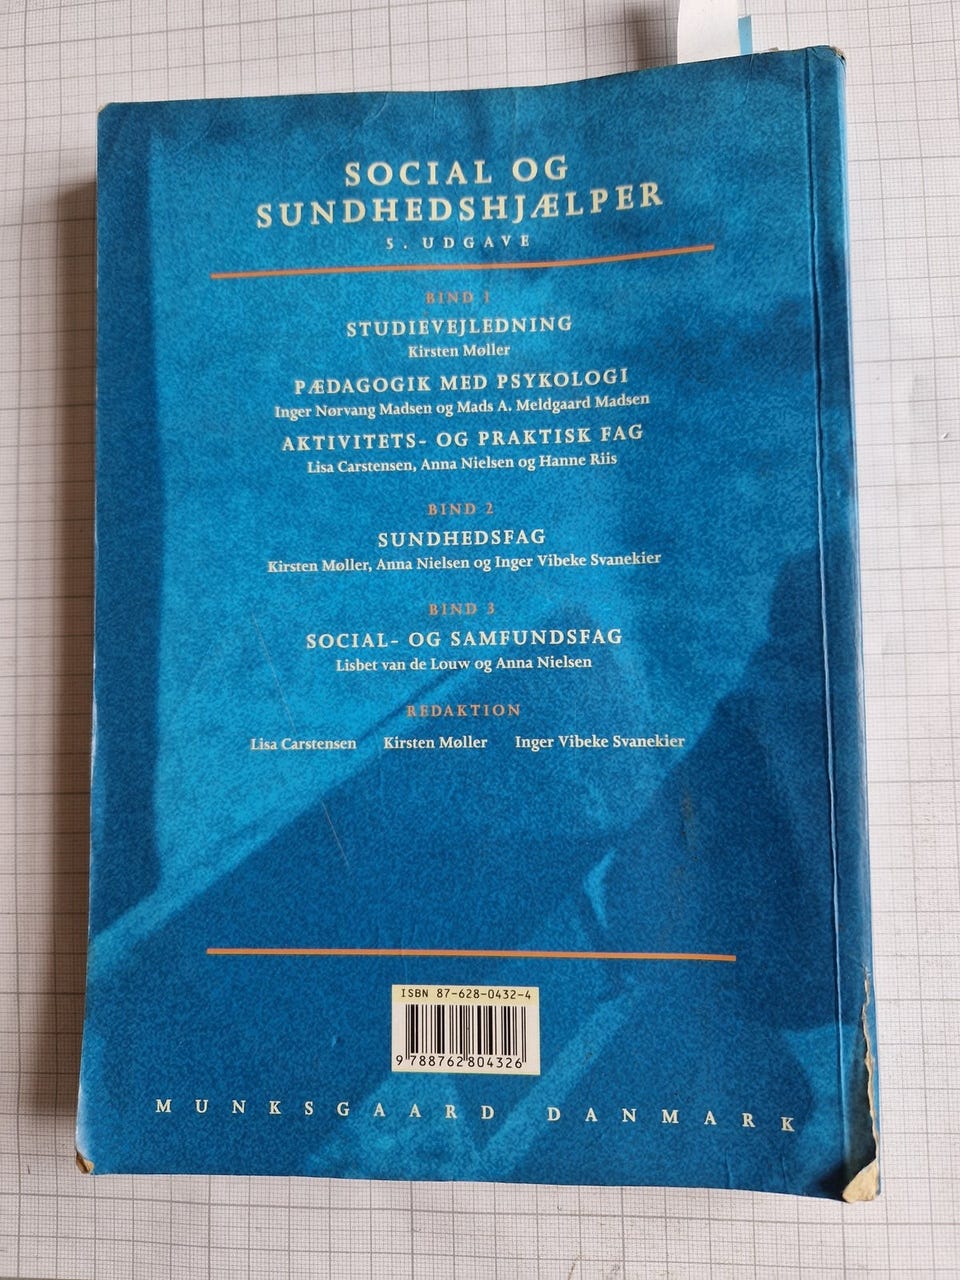 SOCIAL OG
SUNDHEDSHJÆLPER
5. UDGAVE
BIND 1
STUDIEVEJLEDNING
Kirsten Møller
PÆDAGOGIK MED PSYKOLOGI
Inger Nørvang Madsen og Mads A. Meldgaard Madsen
AKTIVITETS- OG PRAKTISK FAG
Lisa Carstensen, Anna Nielsen og Hanne Riis
BIND 2
SUNDHEDSFAG
Kirsten Møller, Anna Nielsen og Inger Vibeke Svanekier
BIND 3
SOCIAL- OG SAMFUNDSFAG
Lisbet van de Louw og Anna Nielsen
REDAKTION
Lisa Carstensen Kirsten Møller Inger Vibeke Svanekier
ISBN 87-628-0432-4
9 788762 804326
MUNKSGAARD DANMARK